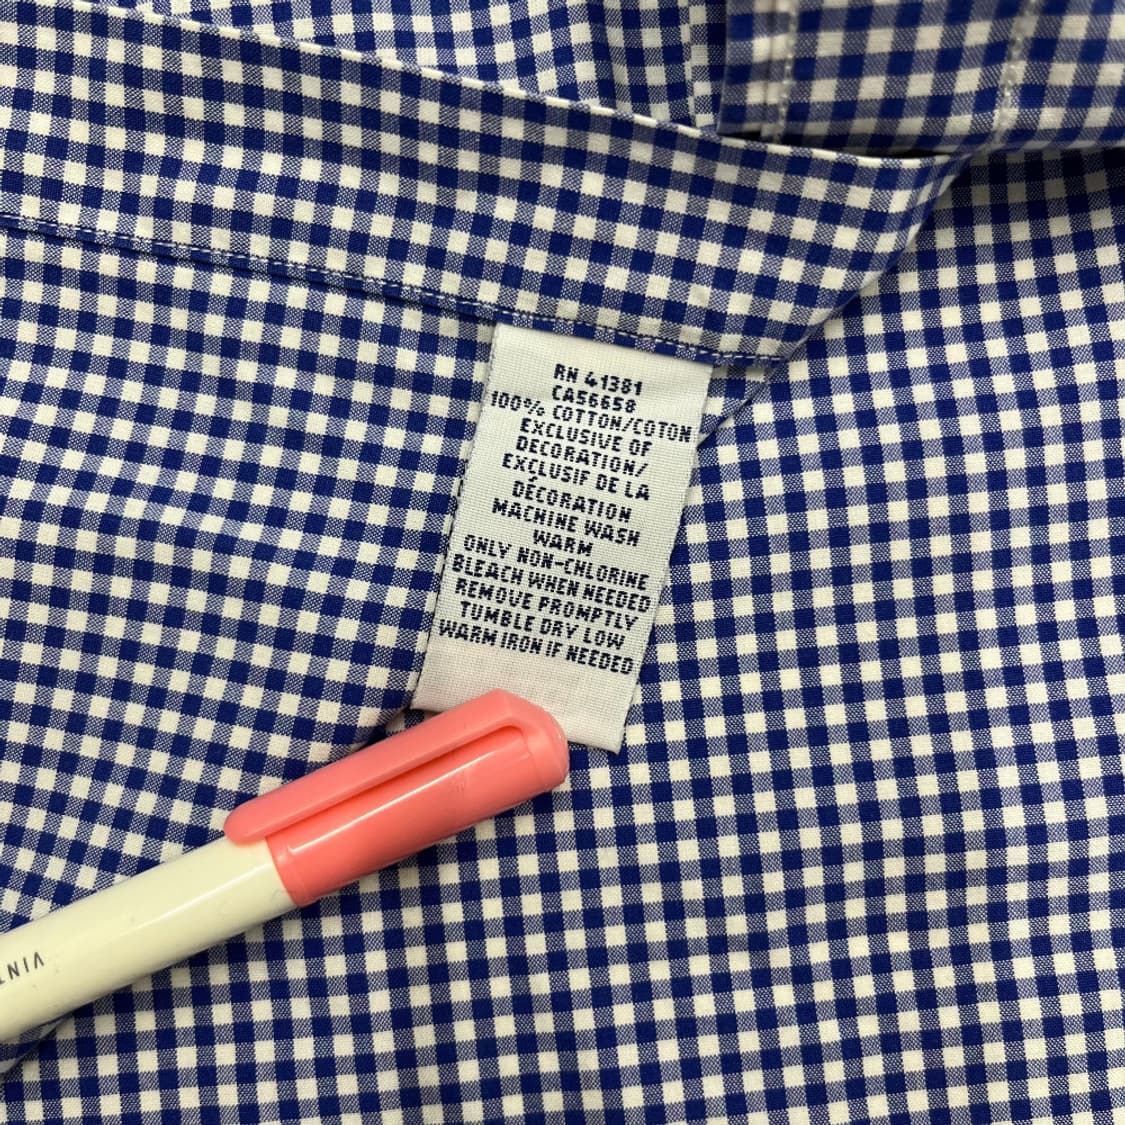 RN 41381
CA56658
100% COTTON/COTON
EXCLUSIVE OF
DECORATION/
EXCLUSIF DE LA
DÉCORATION
MACHINE WASH
WARM
ONLY NON-CHLORINE
BLEACH WHEN NEEDED
REMOVE PROMPTLY
TUMBLE DRY LOW
WARM IRON IF NEEDED
VINT